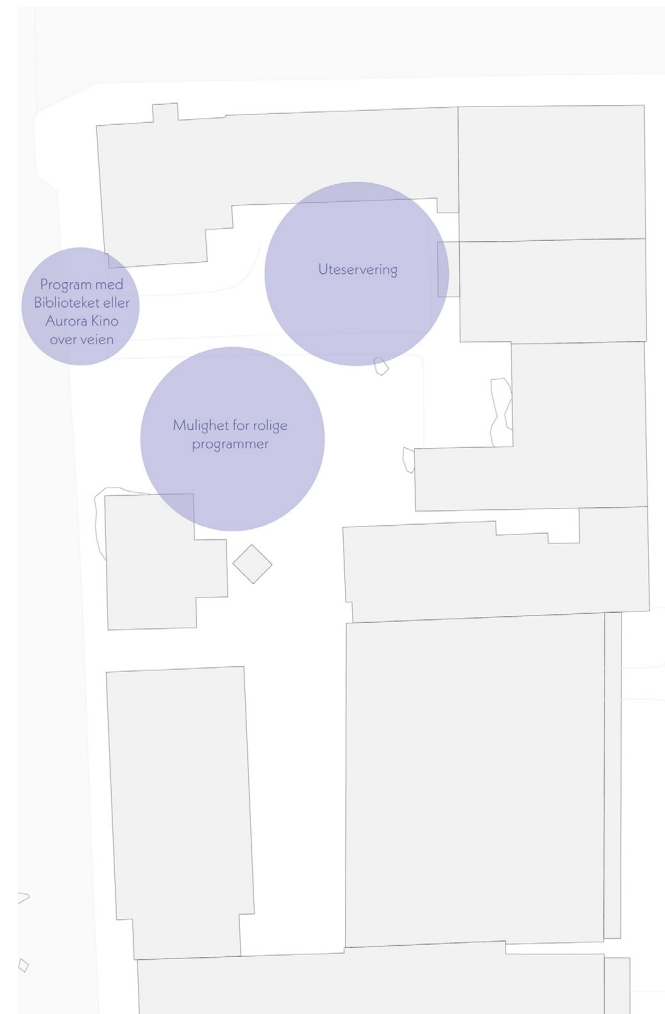 Uteservering
Program med
Biblioteket eller
Aurora Kino
over veien
Mulighet for rolige
programmer